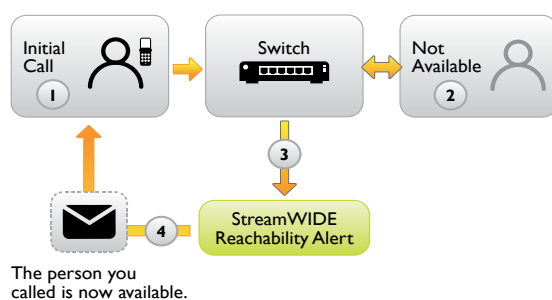 Initial
Call
1
Switch
Not
Available
2
3
StreamWIDE
Reachability Alert
4
The person you
called is now available.